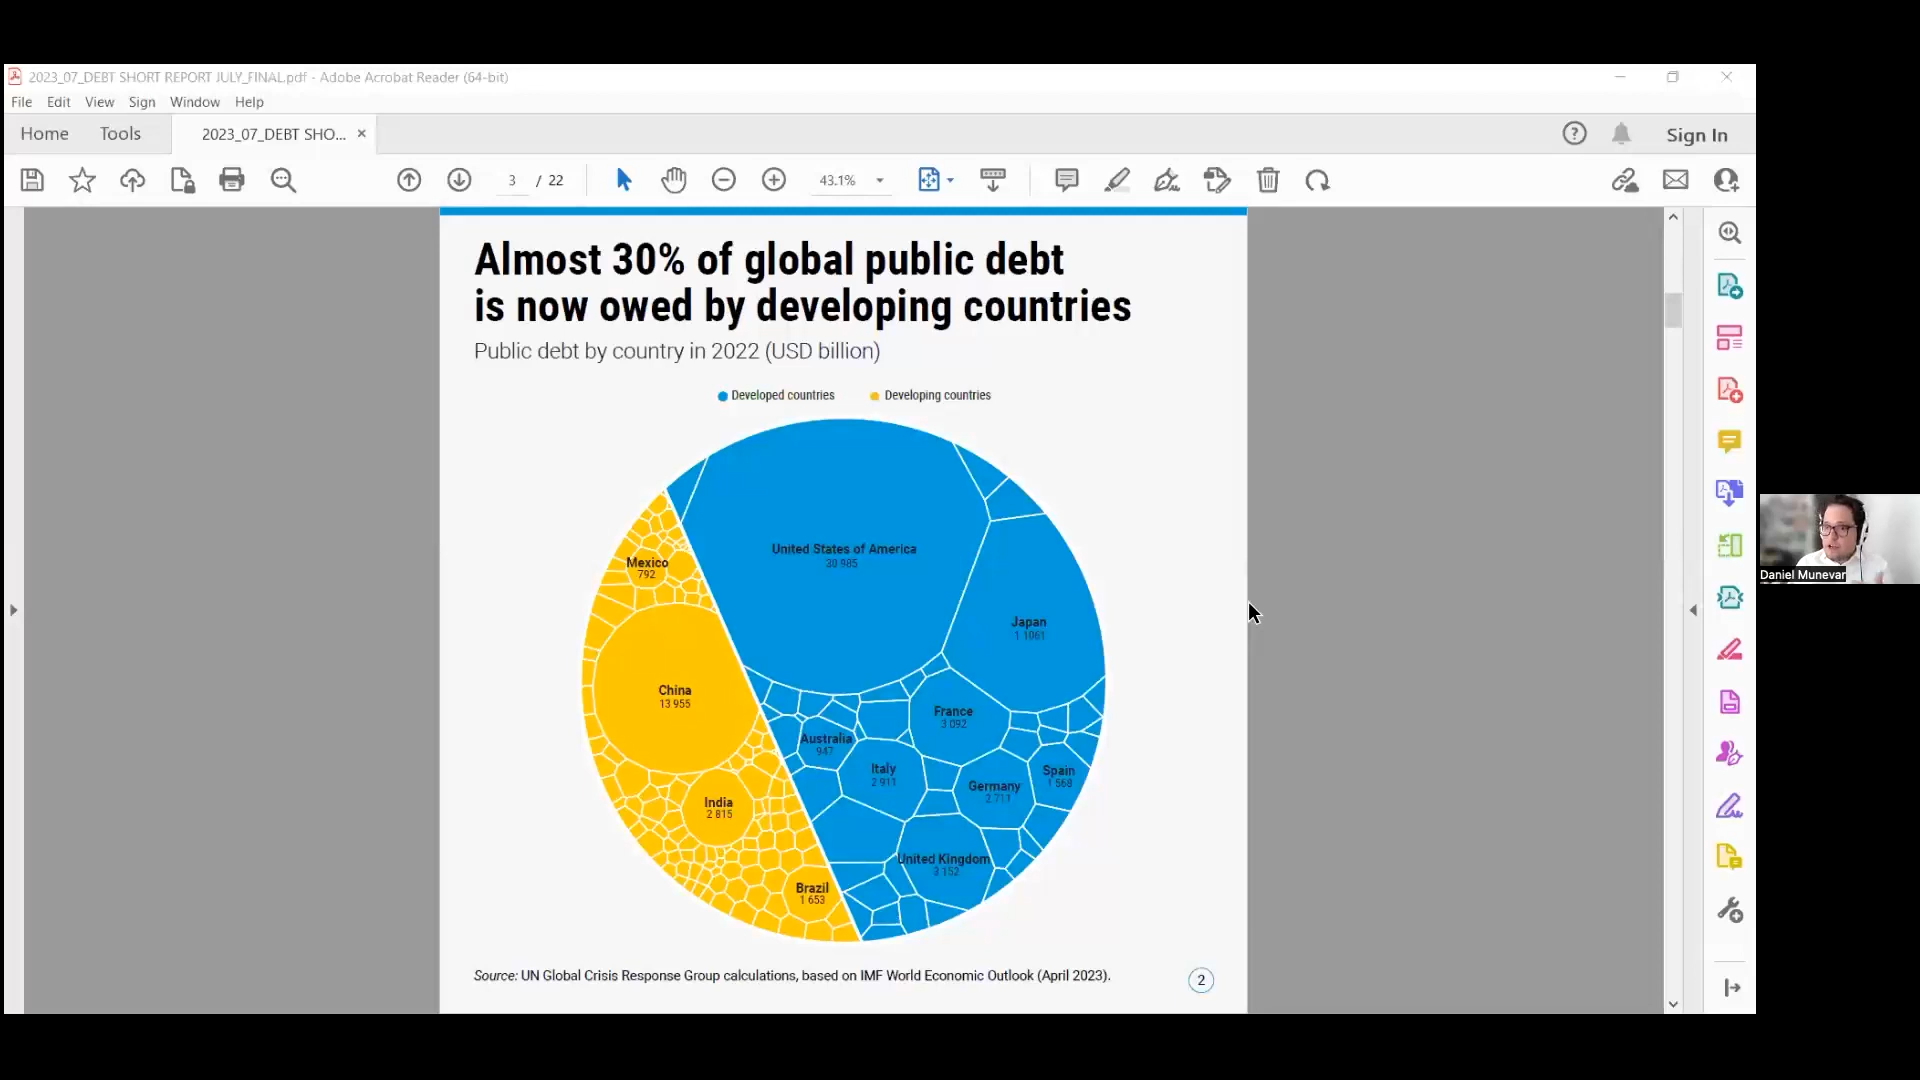 2023_07_DEBT SHORT REPORT JULY_FINAL.pdf - Adobe Acrobat Reader (64-bit)
File Edit View Sign Window Help
Home Tools 2023_07_DEBT SHO... × Sign In
3 / 22 43.1%
Almost 30% of global public debt
is now owed by developing countries
Public debt by country in 2022 (USD billion)
Developed countries Developing countries
United States of America
30 985
Mexico
792
Japan
1 1061
China
13 955
France
3 092
Australia
947
Italy
2 911
Spain
1 568
Germany
2 711
India
2 815
United Kingdom
3 152
Brazil
1 653
Source: UN Global Crisis Response Group calculations, based on IMF World Economic Outlook (April 2023).
2
Daniel Munevar